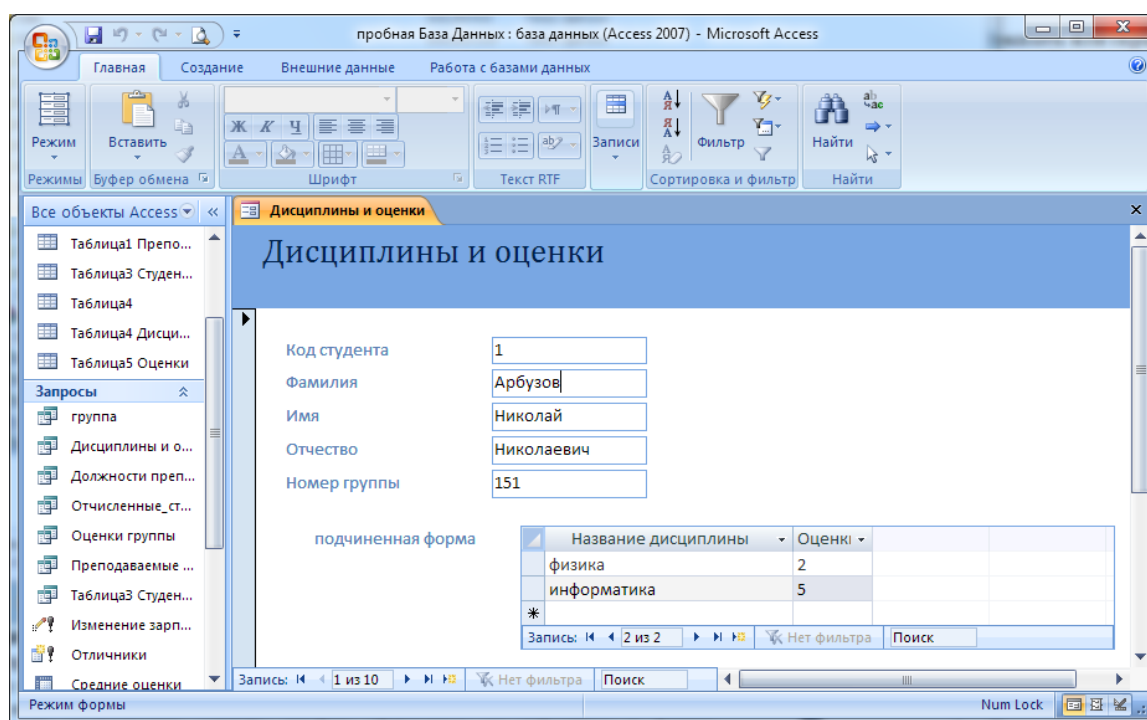 пробная База Данных : база данных (Access 2007) - Microsoft Access
Главная Создание Внешние данные Работа с базами данных
Режим Вставить Ж К Ч Записи Фильтр Найти
Режимы Буфер обмена Шрифт Текст RTF Сортировка и фильтр Найти
Все объекты Access
Таблица1 Препо...
Таблица3 Студен...
Таблица4
Таблица4 Дисци...
Таблица5 Оценки
Запросы
группа
Дисциплины и о...
Должности преп...
Отчисленные_ст...
Оценки группы
Преподаваемые ...
Таблица3 Студен...
Изменение зарп...
Отличники
Средние оценки
Дисциплины и оценки
Дисциплины и оценки
Код студента 1
Фамилия Арбузов
Имя Николай
Отчество Николаевич
Номер группы 151
подчиненная форма
Название дисциплины Оценкı
физика 2
информатика 5
Запись: 2 из 2 Нет фильтра Поиск
Запись: 1 из 10 Нет фильтра Поиск
Режим формы Num Lock